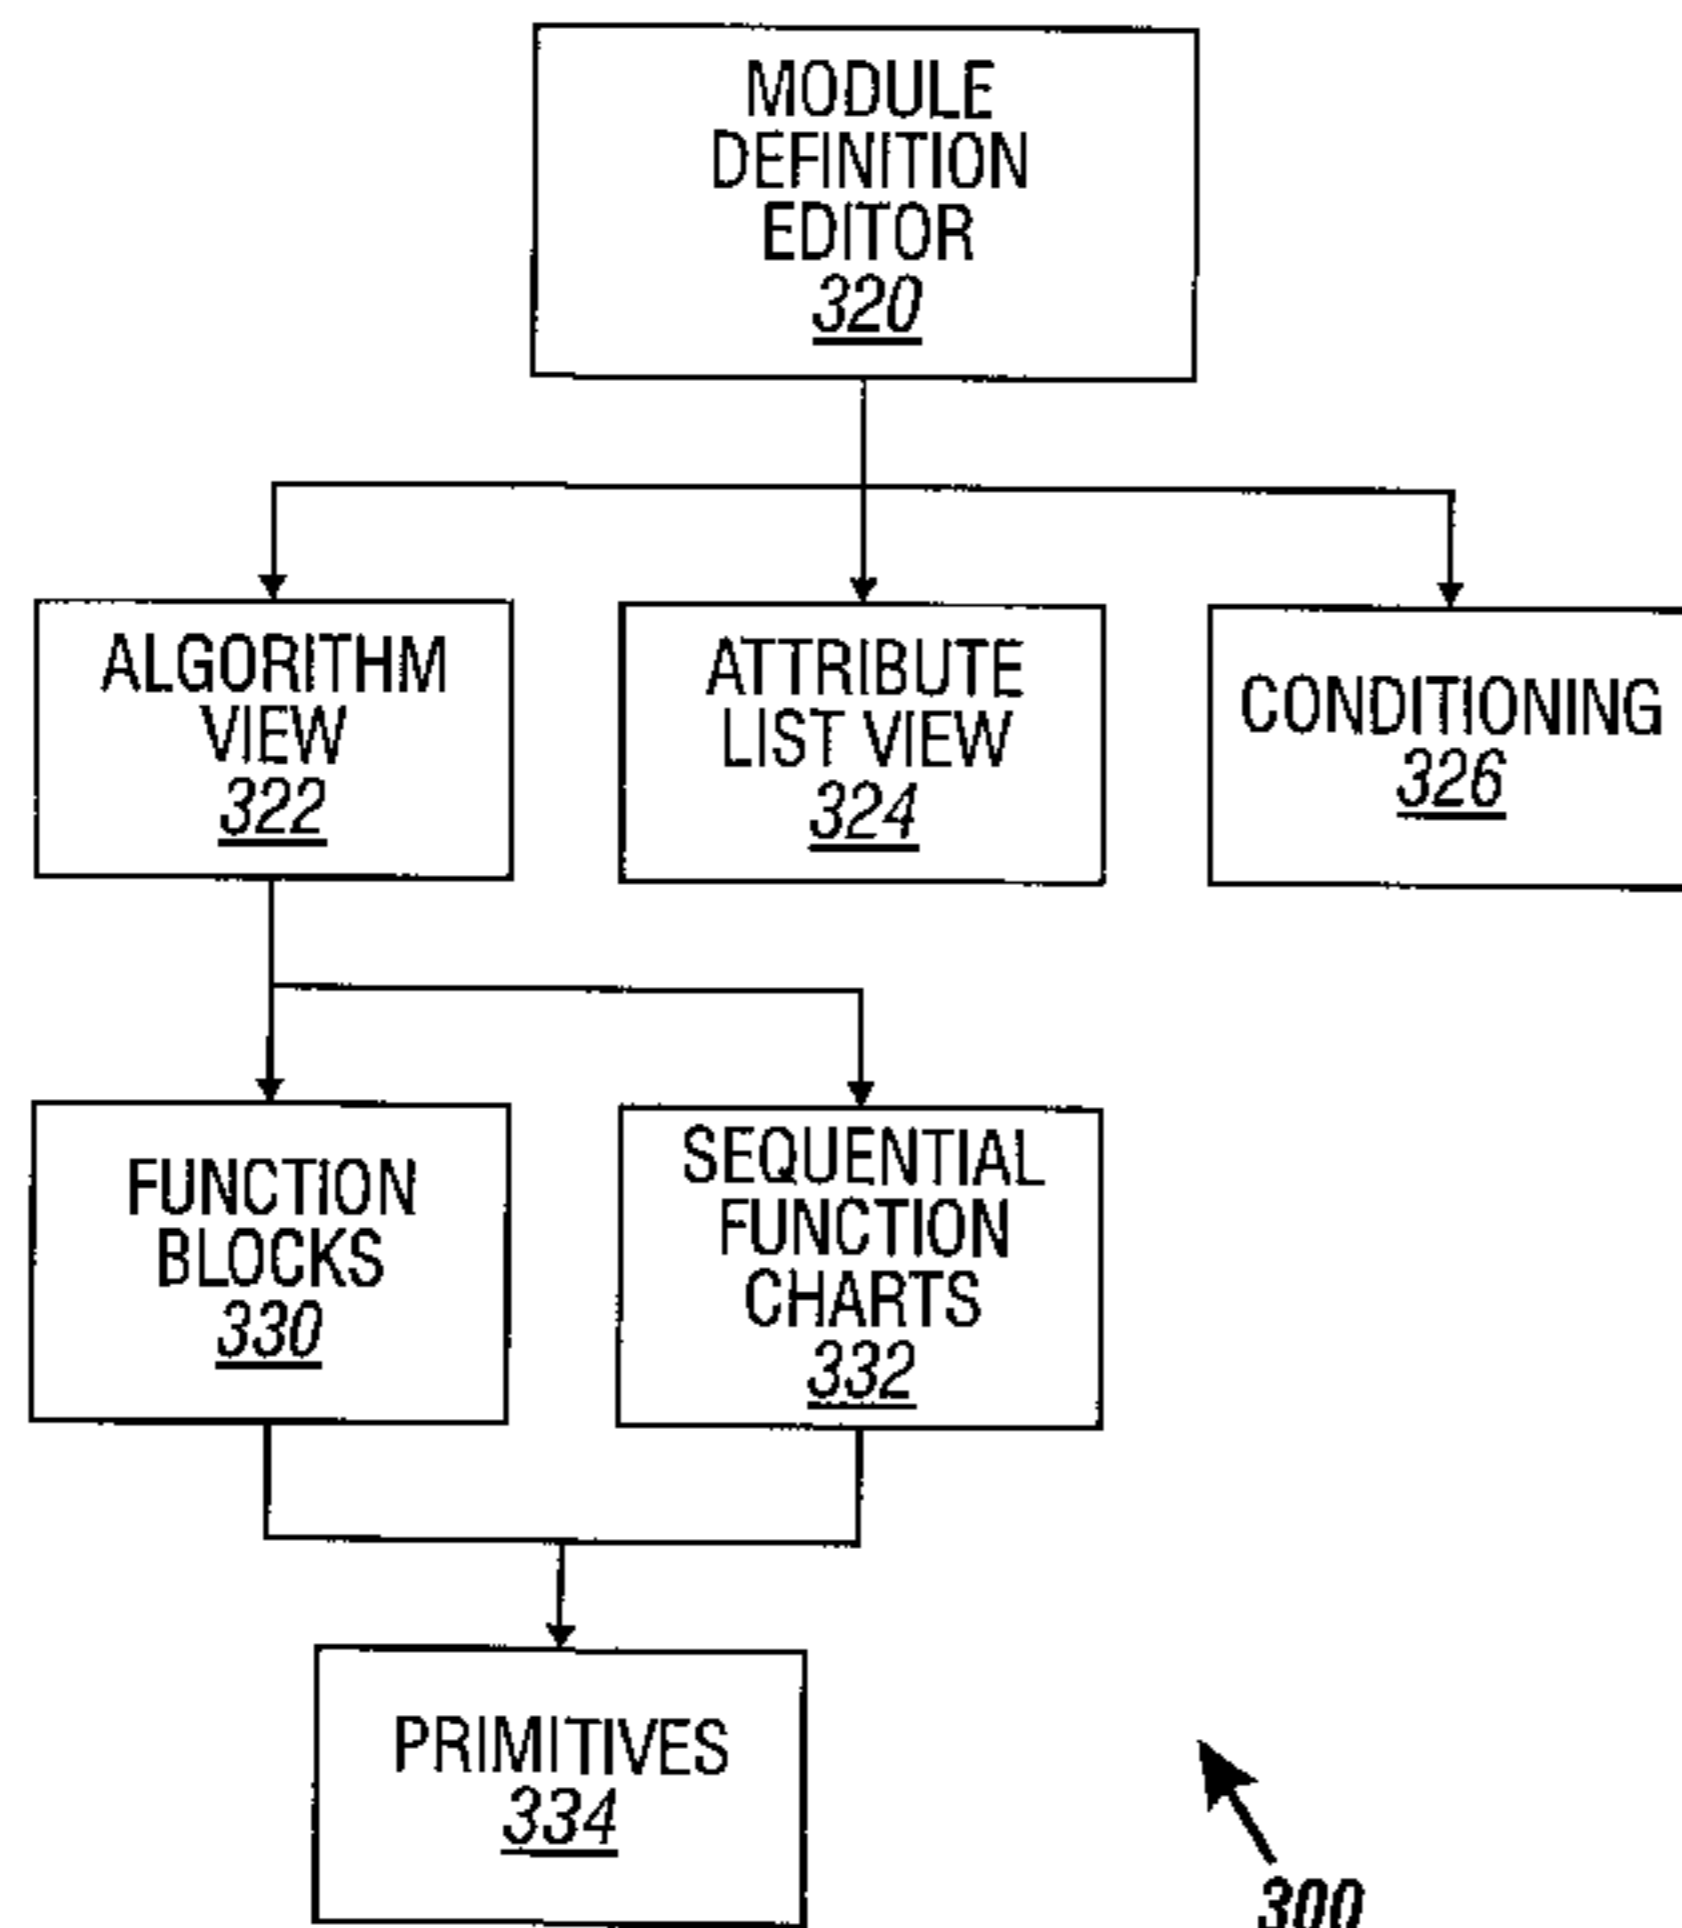 MODULE
DEFINITION
EDITOR
320
ALGORITHM
VIEW
322
ATTRIBUTE
LIST VIEW
324
CONDITIONING
326
FUNCTION
BLOCKS
330
SEQUENTIAL
FUNCTION
CHARTS
332
PRIMITIVES
334
300